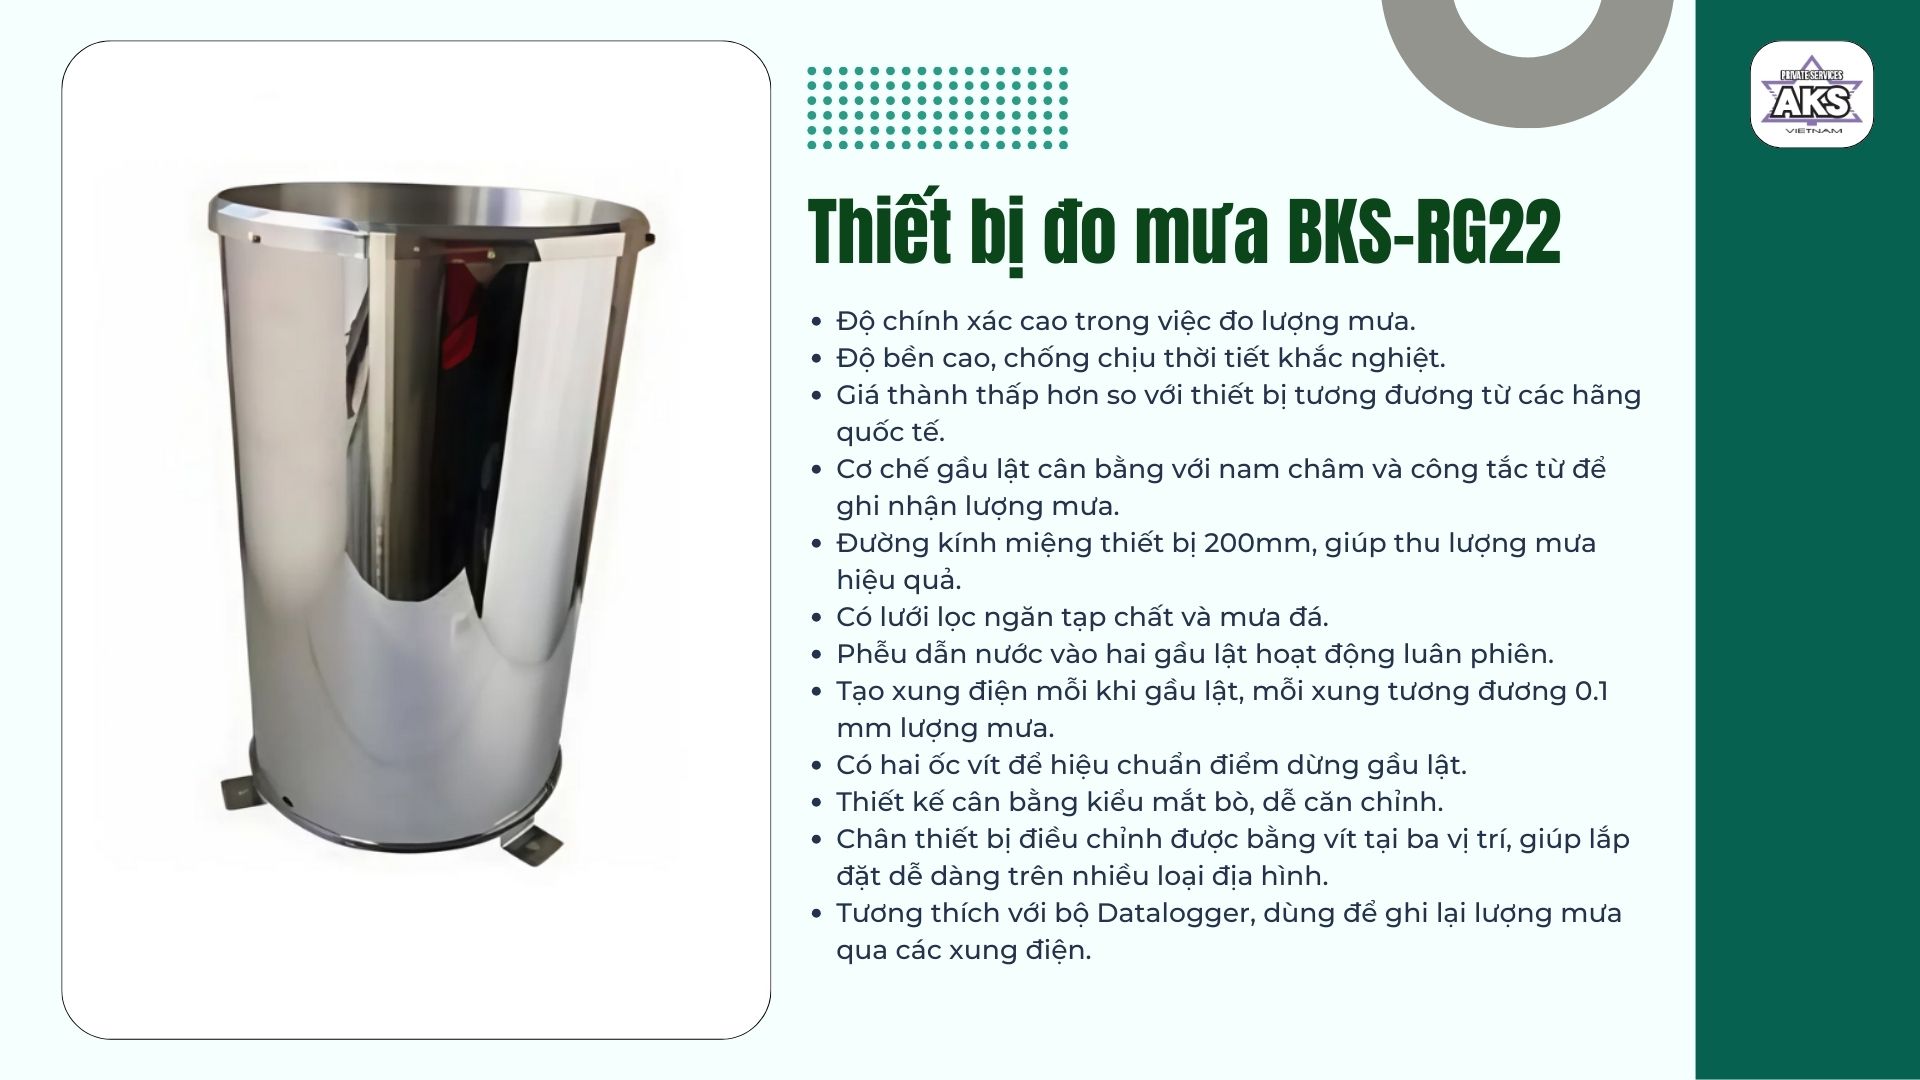 PRIVATE SERVICES
AKS
VIETNAM
Thiết bị đo mưa BKS-RG22
• Độ chính xác cao trong việc đo lượng mưa.
• Độ bền cao, chống chịu thời tiết khắc nghiệt.
• Giá thành thấp hơn so với thiết bị tương đương từ các hãng
quốc tế.
• Cơ chế gầu lật cân bằng với nam châm và công tắc từ để
ghi nhận lượng mưa.
• Đường kính miệng thiết bị 200mm, giúp thu lượng mưa
hiệu quả.
• Có lưới lọc ngăn tạp chất và mưa đá.
• Phễu dẫn nước vào hai gầu lật hoạt động luân phiên.
• Tạo xung điện mỗi khi gầu lật, mỗi xung tương đương 0.1
mm lượng mưa.
• Có hai ốc vít để hiệu chuẩn điểm dừng gầu lật.
• Thiết kế cân bằng kiểu mắt bò, dễ căn chỉnh.
• Chân thiết bị điều chỉnh được bằng vít tại ba vị trí, giúp lắp
đặt dễ dàng trên nhiều loại địa hình.
• Tương thích với bộ Datalogger, dùng để ghi lại lượng mưa
qua các xung điện.